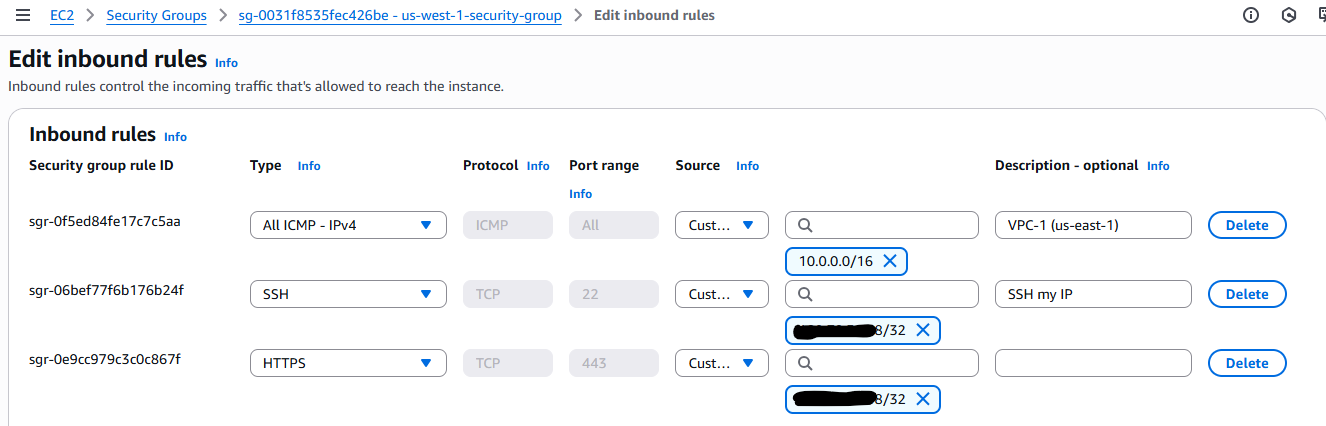 EC2 > Security Groups > sg-0031f8535fec426be - us-west-1-security-group > Edit inbound rules
Edit inbound rules Info
Inbound rules control the incoming traffic that's allowed to reach the instance.
Inbound rules Info
Security group rule ID Type Info Protocol Info Port range Info Source Info Description - optional Info
sgr-0f5ed84fe17c7c5aa All ICMP - IPv4 ICMP All Cust... VPC-1 (us-east-1) Delete
10.0.0.0/16
sgr-06bef77f6b176b24f SSH TCP 22 Cust... SSH my IP Delete
8/32
sgr-0e9cc979c3c0c867f HTTPS TCP 443 Cust... Delete
8/32